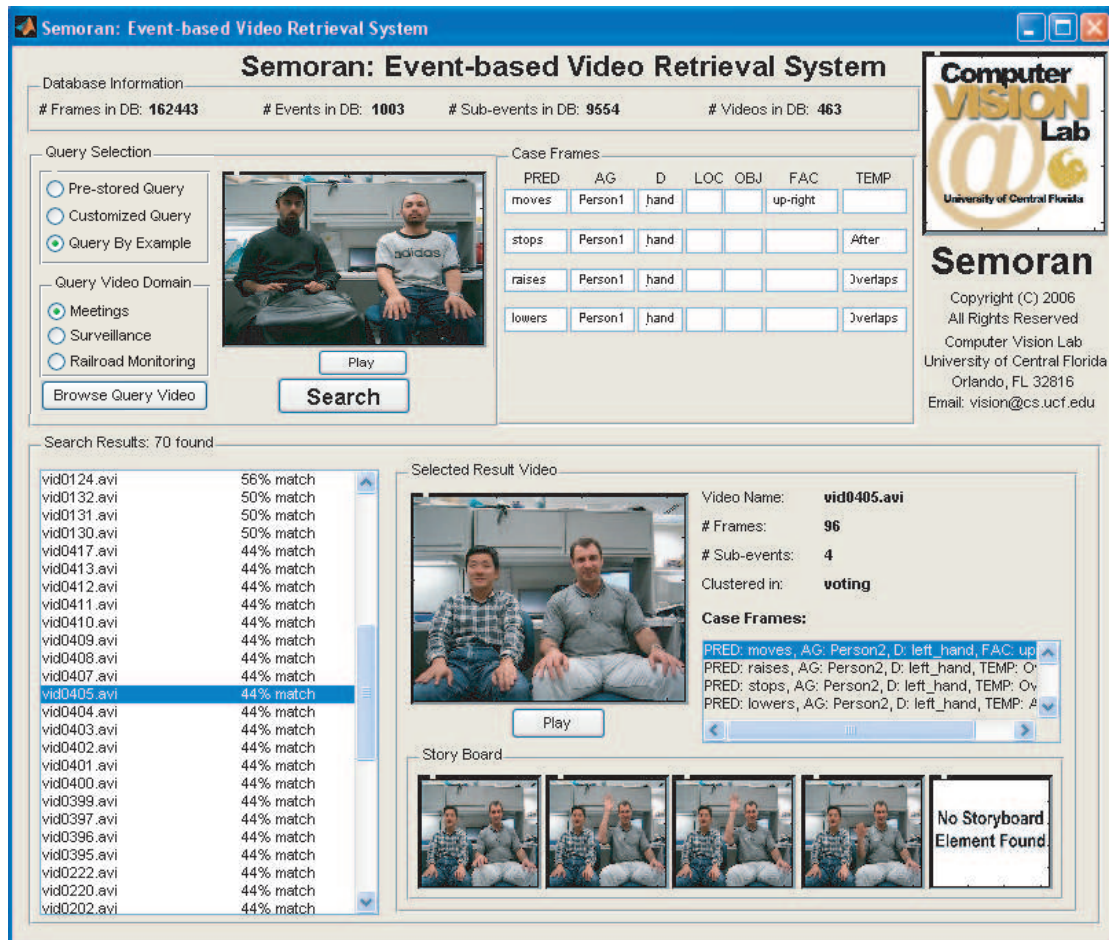 Semoran: Event-based Video Retrieval System
Semoran: Event-based Video Retrieval System
Database Information
# Frames in DB: 162443 # Events in DB: 1003 # Sub-events in DB: 9554 # Videos in DB: 463
Computer
VISION
Lab
@
University of Central Florida
Semoran
Copyright (C) 2006
All Rights Reserved
Computer Vision Lab
University of Central Florida
Orlando, FL 32816
Email: vision@cs.ucf.edu
Query Selection
Pre-stored Query
Customized Query
Query By Example
Query Video Domain
Meetings
Surveillance
Railroad Monitoring
Browse Query Video
adidas
Play
Search
Case Frames
PRED AG D LOC OBJ FAC TEMP
moves Person1 hand up-right
stops Person1 hand After
raises Person1 hand Overlaps
lowers Person1 hand Overlaps
Search Results: 70 found
vid0124.avi 56% match
vid0132.avi 50% match
vid0131.avi 50% match
vid0130.avi 50% match
vid0417.avi 44% match
vid0413.avi 44% match
vid0412.avi 44% match
vid0411.avi 44% match
vid0410.avi 44% match
vid0409.avi 44% match
vid0408.avi 44% match
vid0407.avi 44% match
vid0405.avi 44% match
vid0404.avi 44% match
vid0403.avi 44% match
vid0402.avi 44% match
vid0401.avi 44% match
vid0400.avi 44% match
vid0399.avi 44% match
vid0397.avi 44% match
vid0396.avi 44% match
vid0395.avi 44% match
vid0222.avi 44% match
vid0220.avi 44% match
vid0202.avi 44% match
Selected Result Video
Play
Video Name: vid0405.avi
# Frames: 96
# Sub-events: 4
Clustered in: voting
Case Frames:
PRED: moves, AG: Person2, D: left_hand, FAC: up
PRED: raises, AG: Person2, D: left_hand, TEMP: O
PRED: stops, AG: Person2, D: left_hand, TEMP: Ov
PRED: lowers, AG: Person2, D: left_hand, TEMP: A
Story Board
No Storyboard
Element Found.